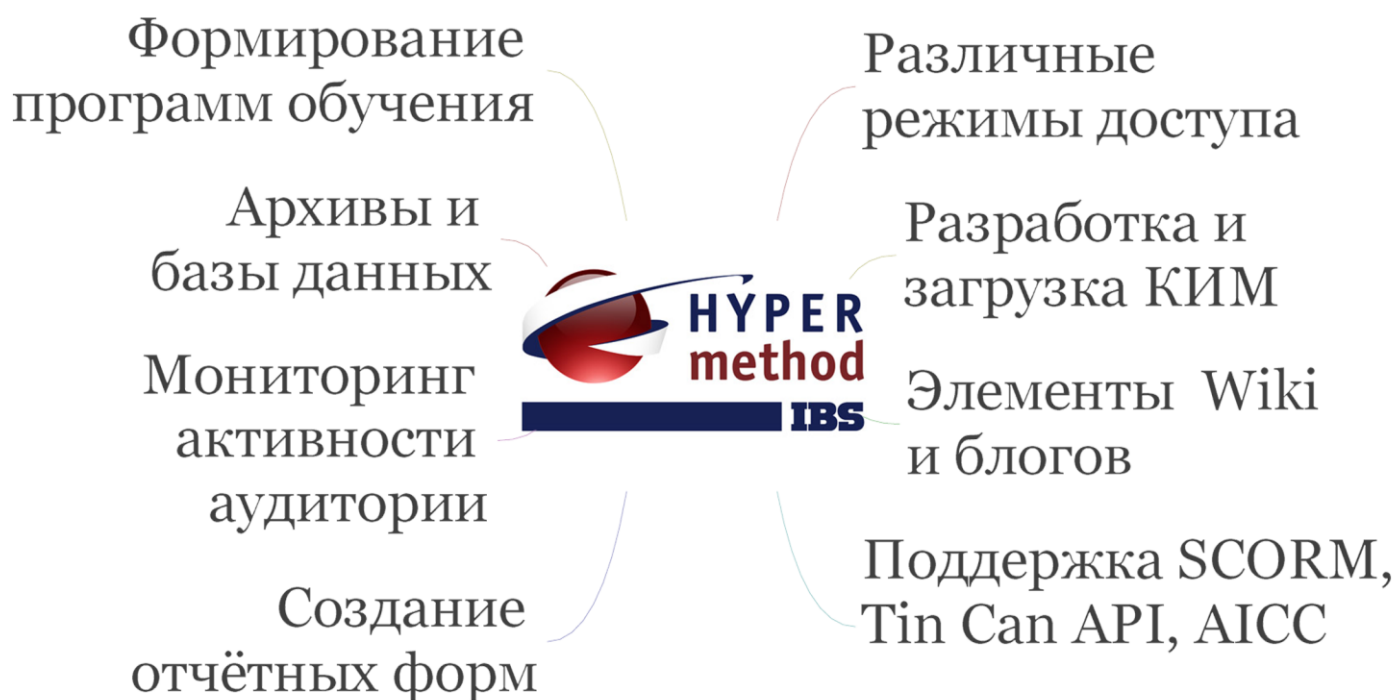 Формирование
программ обучения
Архивы и
базы данных
Мониторинг
активности
аудитории
Создание
отчётных форм
HYPER
method
IBS
Различные
режимы доступа
Разработка и
загрузка КИМ
Элементы Wiki
и блогов
Поддержка SCORM,
Tin Can API, AICC